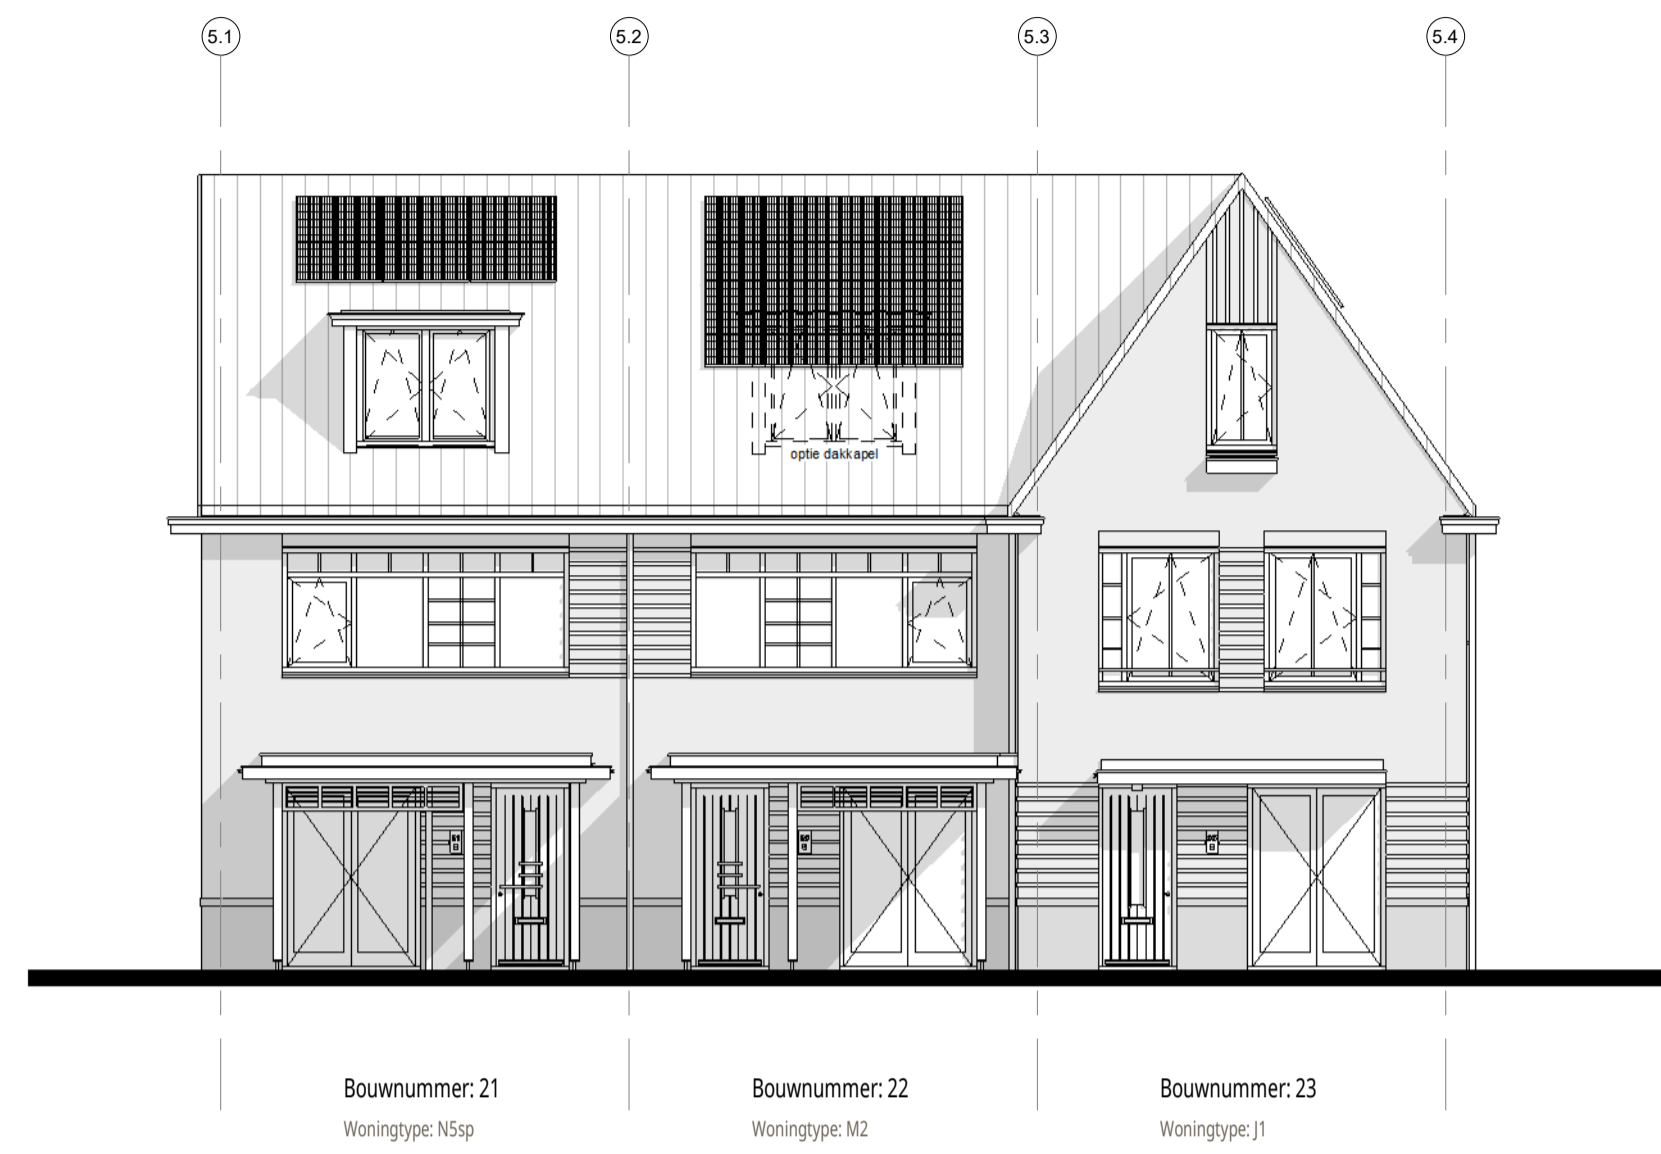 5.1 5.2 5.3 5.4
optie dakkapel
Bouwnummer: 21 Bouwnummer: 22 Bouwnummer: 23
Woningtype: N5sp Woningtype: M2 Woningtype: J1